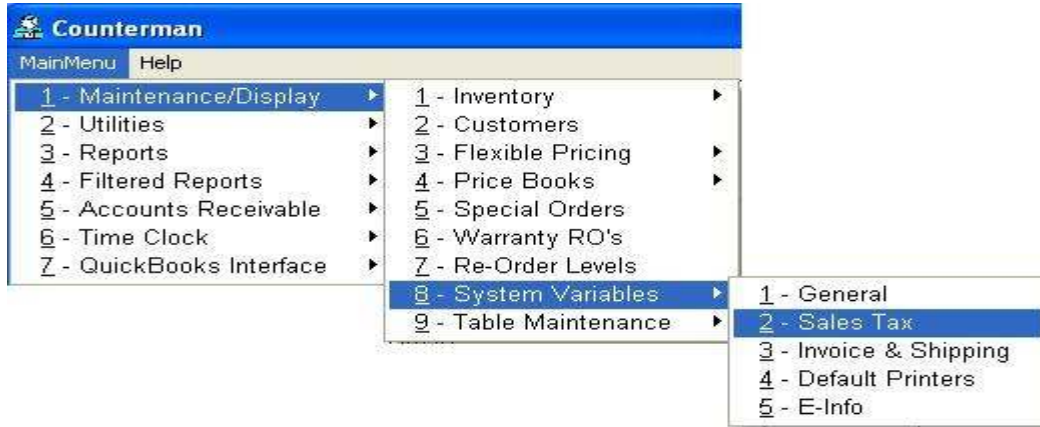 Counterman
MainMenu Help
1 - Maintenance/Display
2 - Utilities
3 - Reports
4 - Filtered Reports
5 - Accounts Receivable
6 - Time Clock
7 - QuickBooks Interface
1 - Inventory
2 - Customers
3 - Flexible Pricing
4 - Price Books
5 - Special Orders
6 - Warranty RO's
7 - Re-Order Levels
8 - System Variables
9 - Table Maintenance
1 - General
2 - Sales Tax
3 - Invoice & Shipping
4 - Default Printers
5 - E-Info